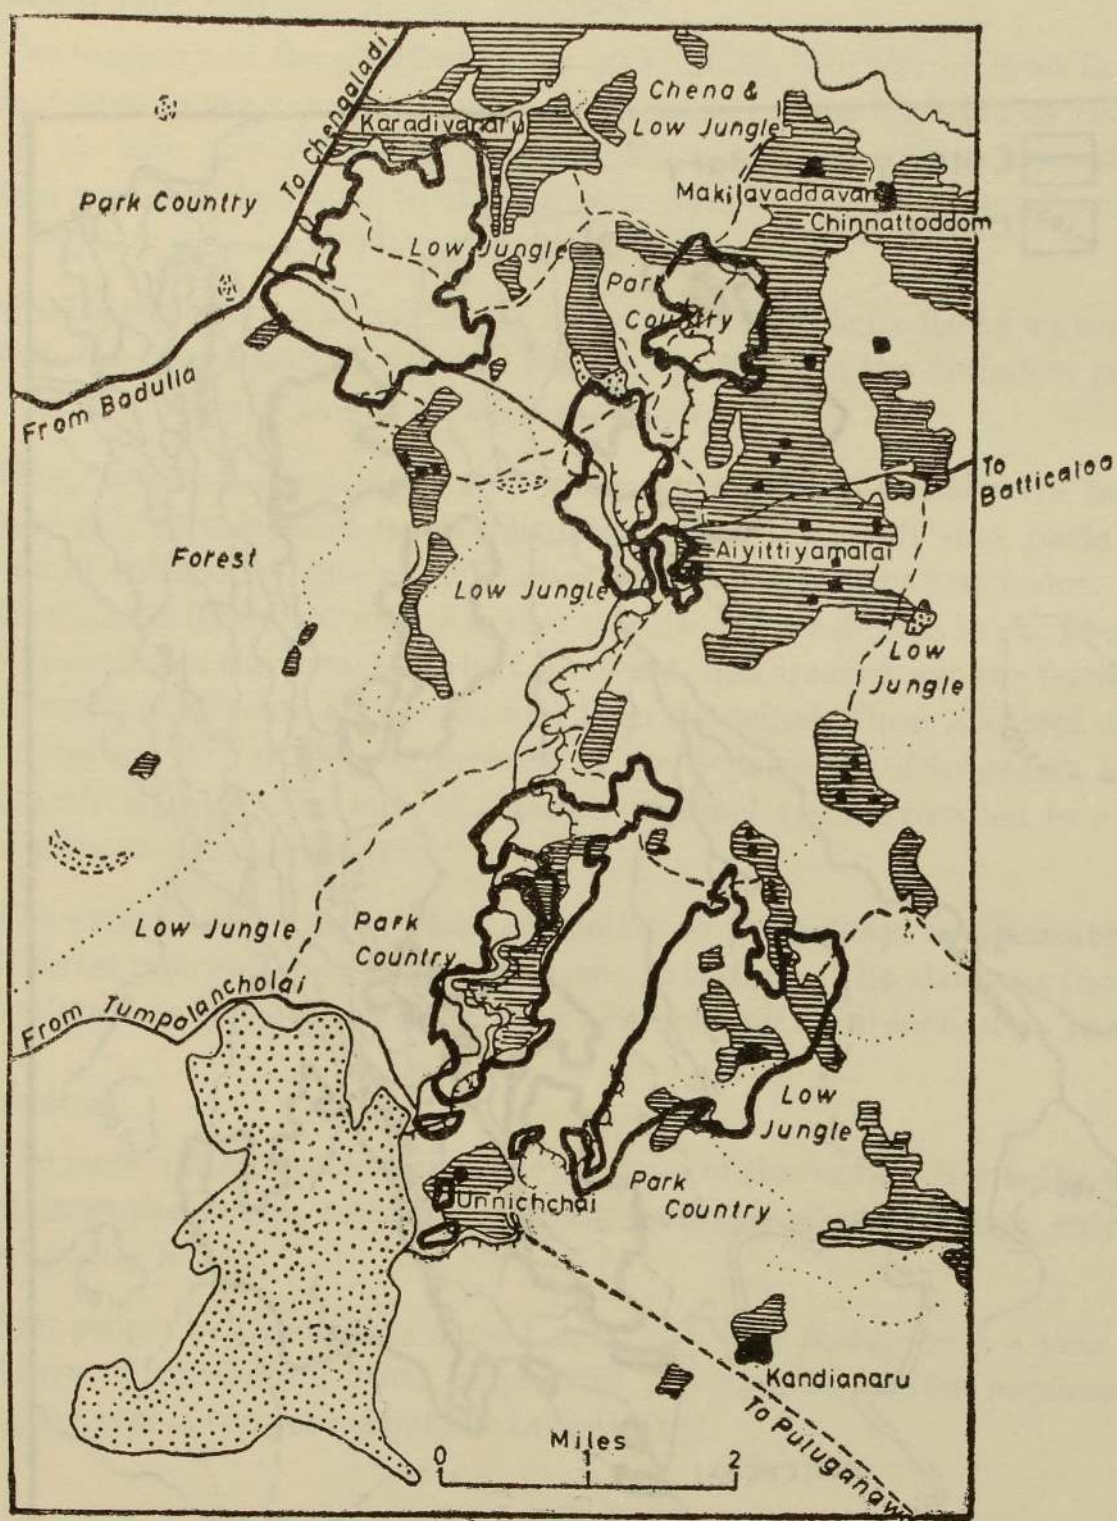 To Chengaladi
Karadiyanaru
Chena &
Low Jungle
Park Country
Low Jungle
Makilavaddavan
Chinnattoddom
Park
Country
From Badulla
To
Batticaloa
Forest
Aiyittiyamalai
Low Jungle
Low
Jungle
Low Jungle
Park
Country
From Tumpalancholai
Low
Jungle
Unnichchai
Park
Country
Kandianaru
To Puluganawa
Miles
0 1 2